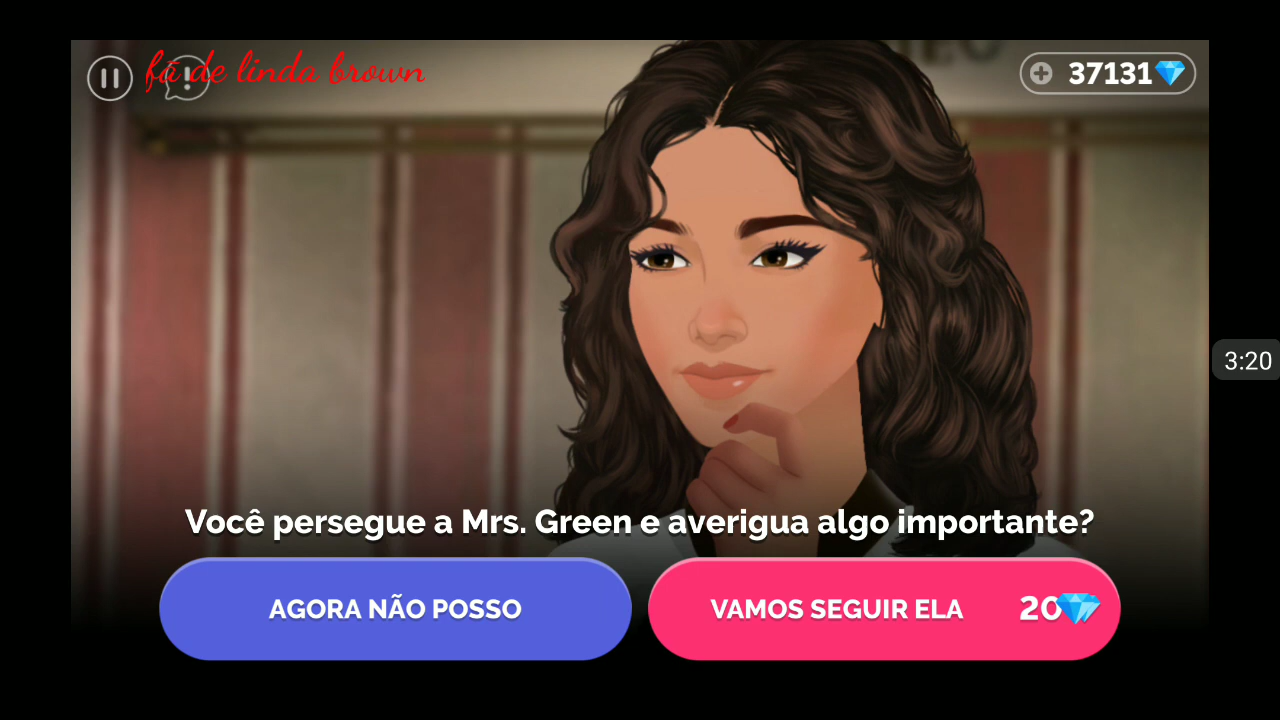 fã de linda brown
37131
3:20
Você persegue a Mrs. Green e averigua algo importante?
AGORA NÃO POSSO
VAMOS SEGUIR ELA 20